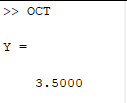 >> OCT
Y =
3.5000